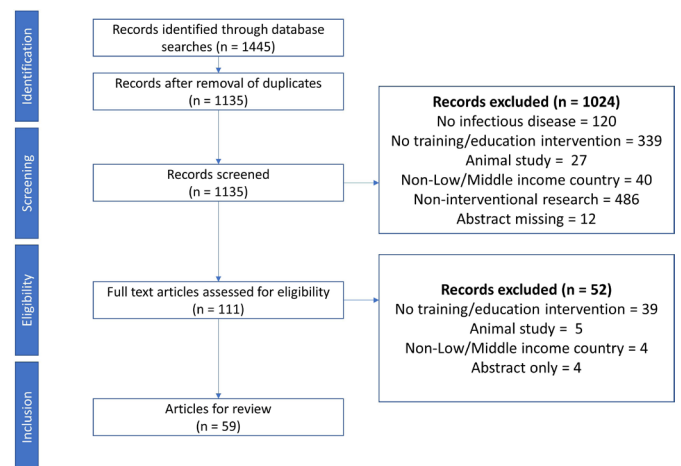 Identification
Records identified through database
searches (n = 1445)
Records after removal of duplicates
(n = 1135)
Screening
Records screened
(n = 1135)
Records excluded (n = 1024)
No infectious disease = 120
No training/education intervention = 339
Animal study = 27
Non-Low/Middle income country = 40
Non-interventional research = 486
Abstract missing = 12
Eligibility
Full text articles assessed for eligibility
(n = 111)
Records excluded (n = 52)
No training/education intervention = 39
Animal study = 5
Non-Low/Middle income country = 4
Abstract only = 4
Inclusion
Articles for review
(n = 59)